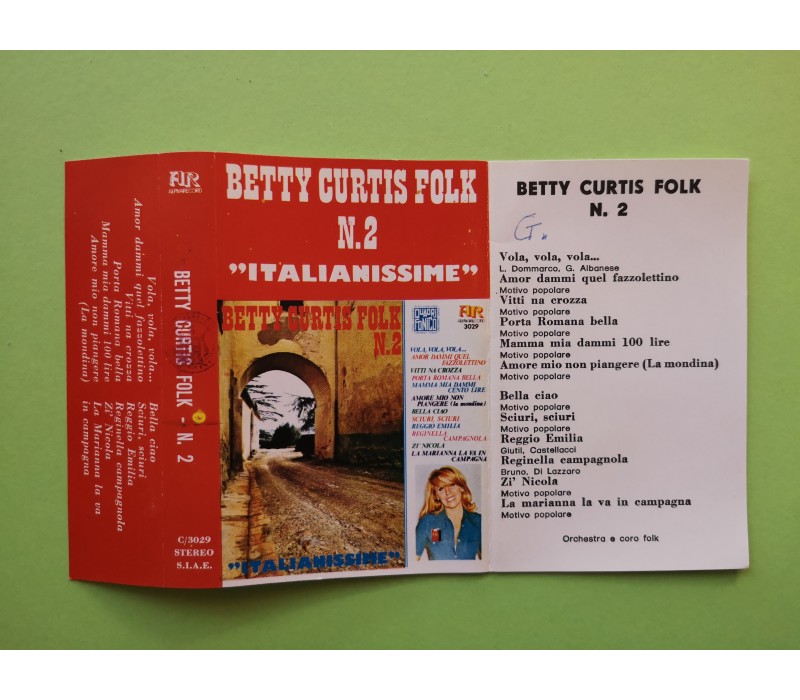 Vola, vola, vola...
Amor dammi quel fazzolettino
Vitti na crozza
Porta Romana bella
Mamma mia dammi 100 lire
Amore mio non piangere
(La mondina)
Bella ciao
Sciuri, sciuri
Reggio Emilia
Reginella campagnola
Zi' Nicola
La Marianna la va
in campagna
FJR
ALPHARECORD
BETTY CURTIS FOLK - N. 2
C/3029
STEREO
S.I.A.E.
BETTY CURTIS FOLK
N.2
"ITALIANISSIME"
BETTY CURTIS FOLK
N.2
QUADRI
FONICO
ALPHARECORD
3029
VOLA, VOLA, VOLA....
AMOR DAMMI QUEL
FAZZOLETTINO
VITTI NA CROZZA
PORTA ROMANA BELLA
MAMMA MIA DAMMI
CENTO LIRE
AMORE MIO NON
PIANGERE (la mondina)
BELLA CIAO
SCIURI, SCIURI
REGGIO EMILIA
REGINELLA
CAMPAGNOLA
ZI' NICOLA
LA MARIANNA LA VA IN
CAMPAGNA
"ITALIANISSIME"
BETTY CURTIS FOLK
N. 2
G.
Vola, vola, vola...
L. Dommarco, G. Albanese
Amor dammi quel fazzolettino
Motivo popolare
Vitti na crozza
Motivo popolare
Porta Romana bella
Motivo popolare
Mamma mia dammi 100 lire
Motivo popolare
Amore mio non piangere (La mondina)
Motivo popolare
Bella ciao
Motivo popolare
Sciuri, sciuri
Motivo popolare
Reggio Emilia
Giutil, Castellacci
Reginella campagnola
Bruno, Di Lazzaro
Zi' Nicola
Motivo popolare
La marianna la va in campagna
Motivo popolare
Orchestra e coro folk